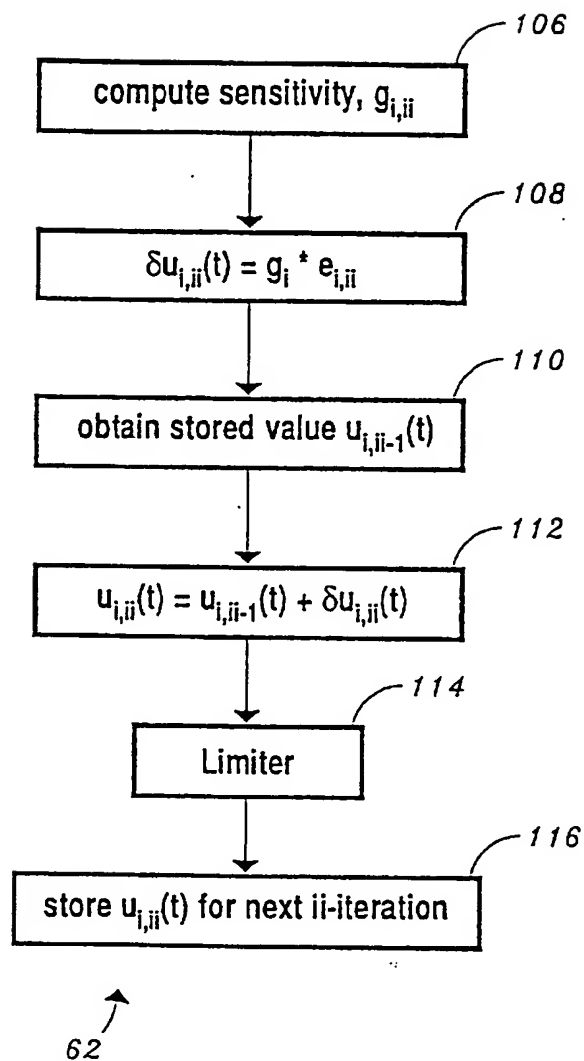 106
compute sensitivity, g_{i,ii}
108
δu_{i,ii}(t) = g_i * e_{i,ii}
110
obtain stored value u_{i,ii-1}(t)
112
u_{i,ii}(t) = u_{i,ii-1}(t) + δu_{i,ii}(t)
114
Limiter
116
store u_{i,ii}(t) for next ii-iteration
62